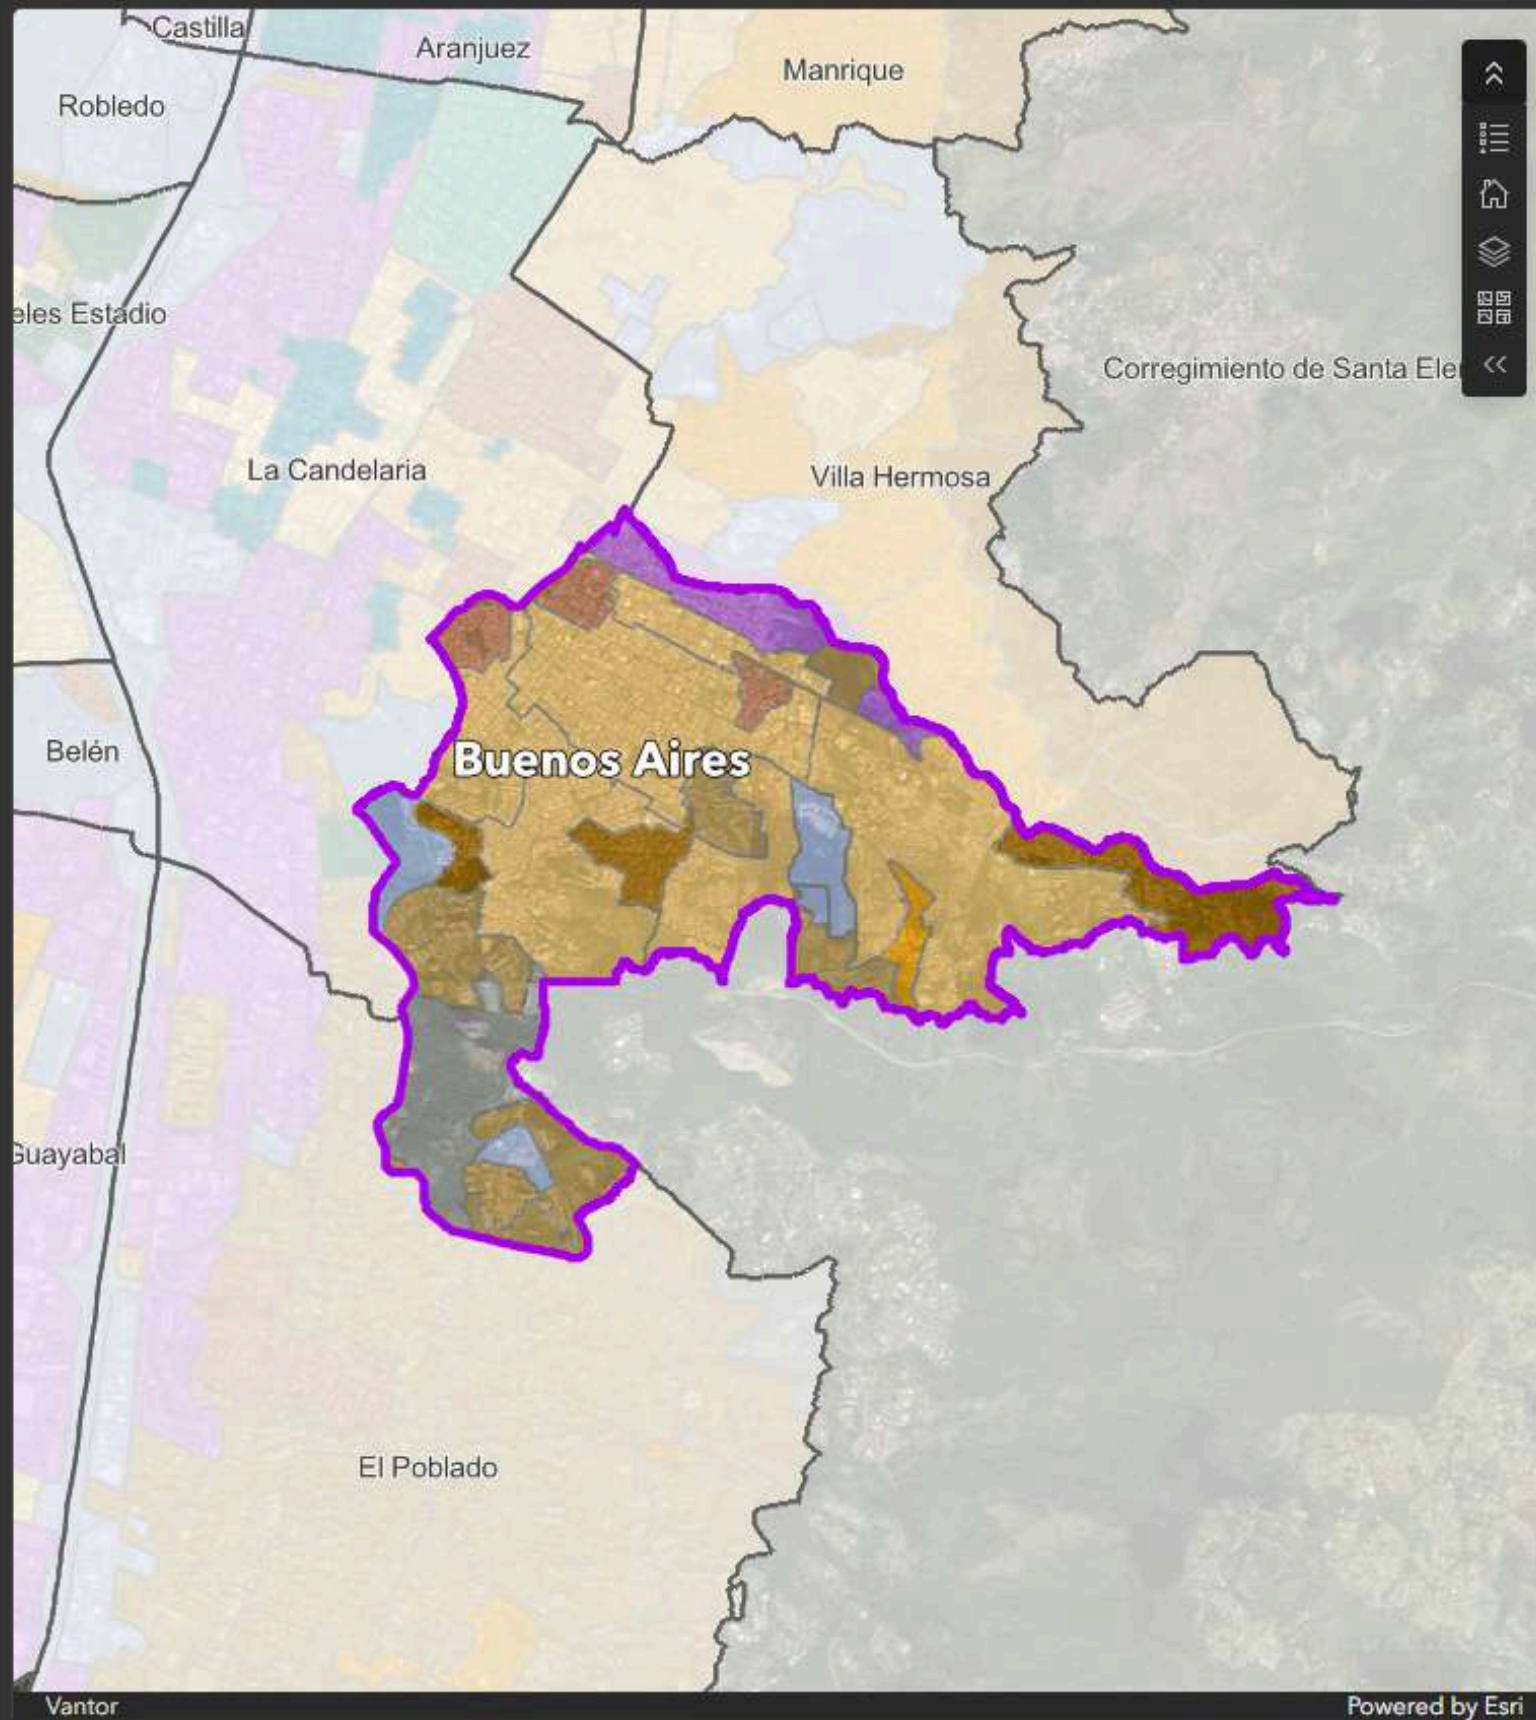 Castilla
Aranjuez
Manrique
Robledo
eles Estadio
Corregimiento de Santa Ele
La Candelaria
Villa Hermosa
Belén
Buenos Aires
Guayabal
El Poblado
Vantor
Powered by Esri